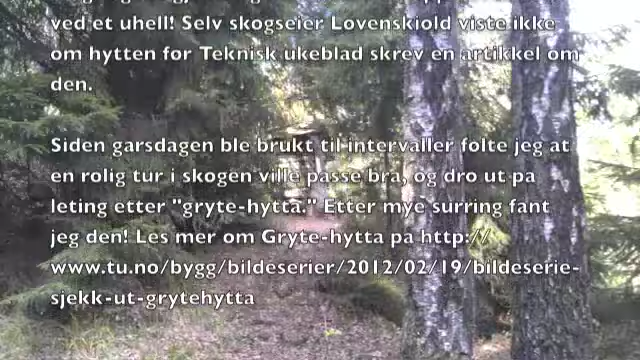 ved et uhell! Selv skogseier Løvenskiold visste ikke
om hytten før Teknisk ukeblad skrev en artikkel om
den.
Siden garsdagen ble brukt til intervaller følte jeg at
en rolig tur i skogen ville passe bra, og dro ut pa
leting etter "gryte-hytta." Etter mye surring fant
jeg den! Les mer om Gryte-hytta pa http://
www.tu.no/bygg/bildeserier/2012/02/19/bildeserie-
sjekk-ut-grytehytta